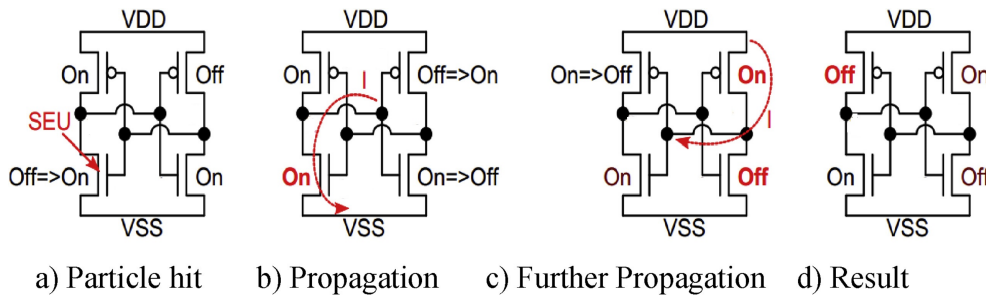 VDD
On
Off
SEU
Off=>On
On
VSS
a) Particle hit
VDD
On
I
Off=>On
On
On=>Off
VSS
b) Propagation
VDD
On=>Off
On
I
On
Off
VSS
c) Further Propagation
VDD
Off
On
On
Off
VSS
d) Result